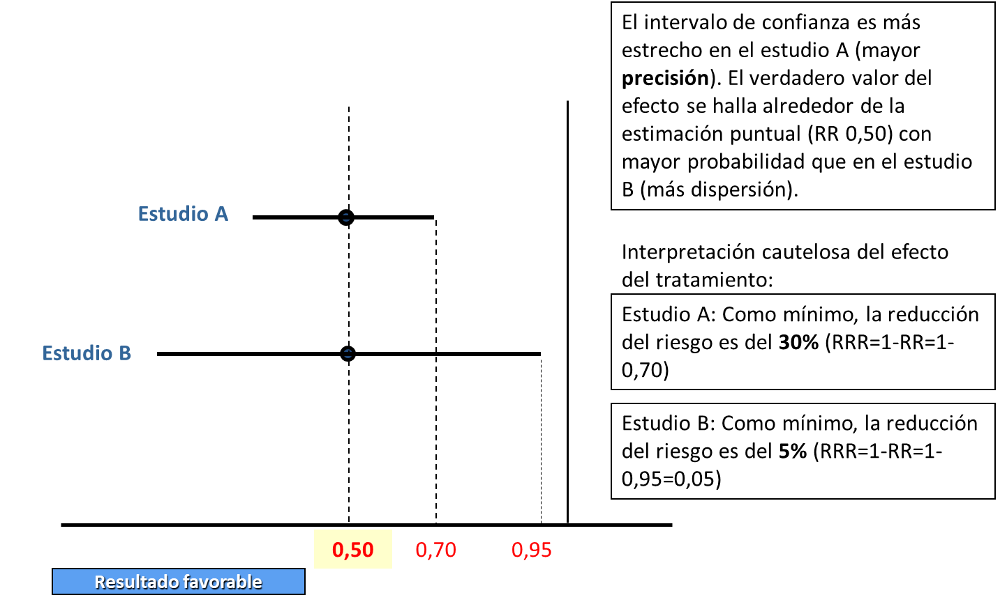 El intervalo de confianza es más
estrecho en el estudio A (mayor
precisión). El verdadero valor del
efecto se halla alrededor de la
estimación puntual (RR 0,50) con
mayor probabilidad que en el estudio
B (más dispersión).
Estudio A
Interpretación cautelosa del efecto
del tratamiento:
Estudio A: Como mínimo, la reducción
del riesgo es del 30% (RRR=1-RR=1-
0,70)
Estudio B
Estudio B: Como mínimo, la reducción
del riesgo es del 5% (RRR=1-RR=1-
0,95=0,05)
0,50
0,70
0,95
Resultado favorable